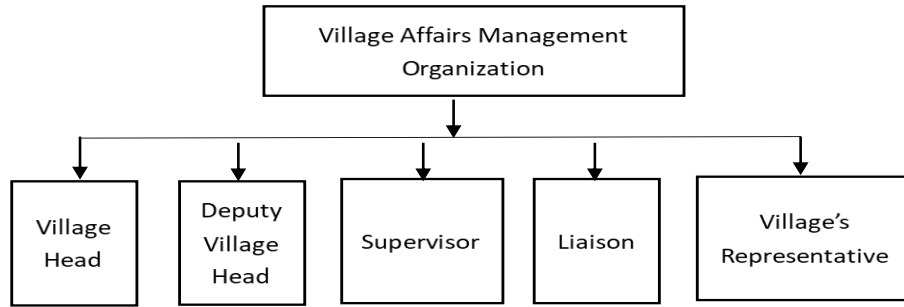 Village Affairs Management
Organization
Village
Head
Deputy
Village
Head
Supervisor
Liaison
Village’s
Representative